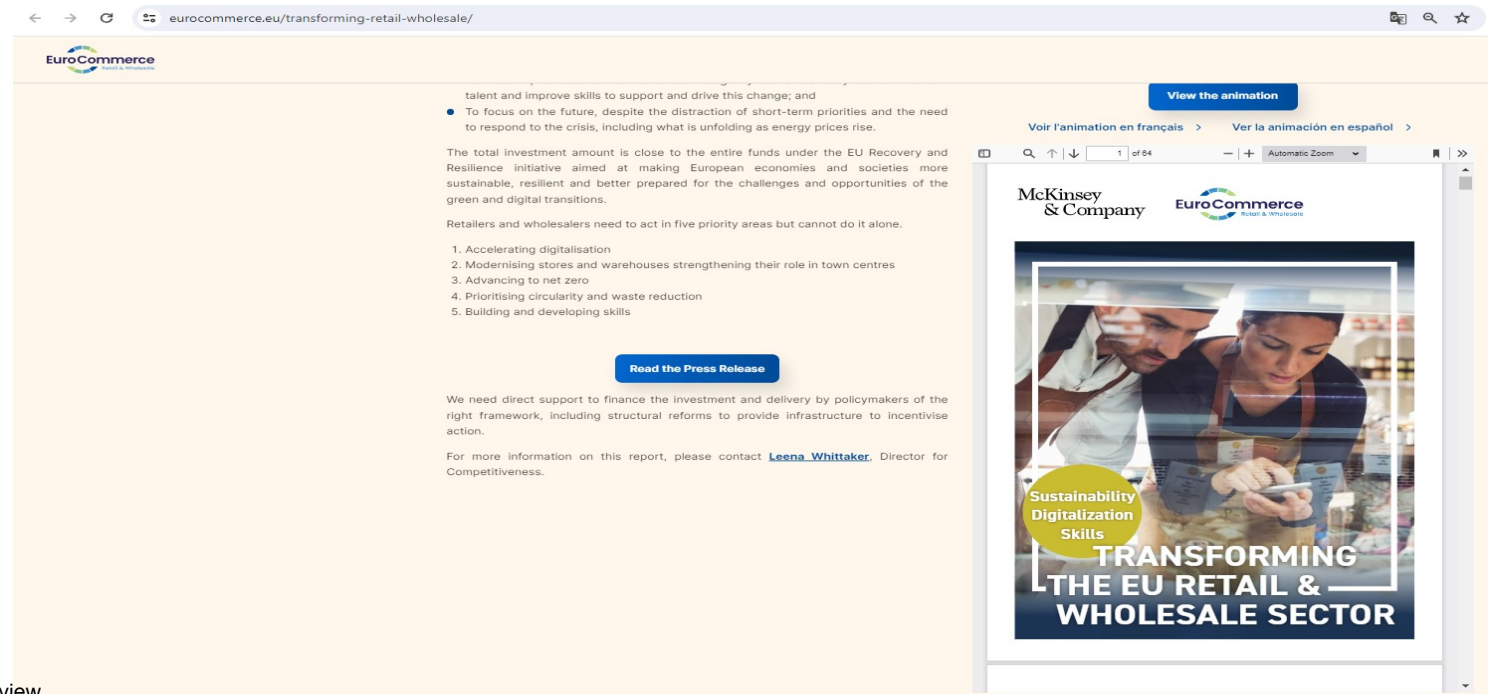 eurocommerce.eu/transforming-retail-wholesale/
EuroCommerce
Retail & Wholesale
talent and improve skills to support and drive this change; and
To focus on the future, despite the distraction of short-term priorities and the need
to respond to the crisis, including what is unfolding as energy prices rise.
The total investment amount is close to the entire funds under the EU Recovery and
Resilience initiative aimed at making European economies and societies more
sustainable, resilient and better prepared for the challenges and opportunities of the
green and digital transitions.
Retailers and wholesalers need to act in five priority areas but cannot do it alone.
1. Accelerating digitalisation
2. Modernising stores and warehouses strengthening their role in town centres
3. Advancing to net zero
4. Prioritising circularity and waste reduction
5. Building and developing skills
Read the Press Release
We need direct support to finance the investment and delivery by policymakers of the
right framework, including structural reforms to provide infrastructure to incentivise
action.
For more information on this report, please contact Leena Whittaker, Director for
Competitiveness.
View the animation
Voir l'animation en français > Ver la animación en español >
1 of 84 Automatic Zoom
McKinsey
& Company
EuroCommerce
Retail & Wholesale
Sustainability
Digitalization
Skills
TRANSFORMING
THE EU RETAIL &
WHOLESALE SECTOR
view